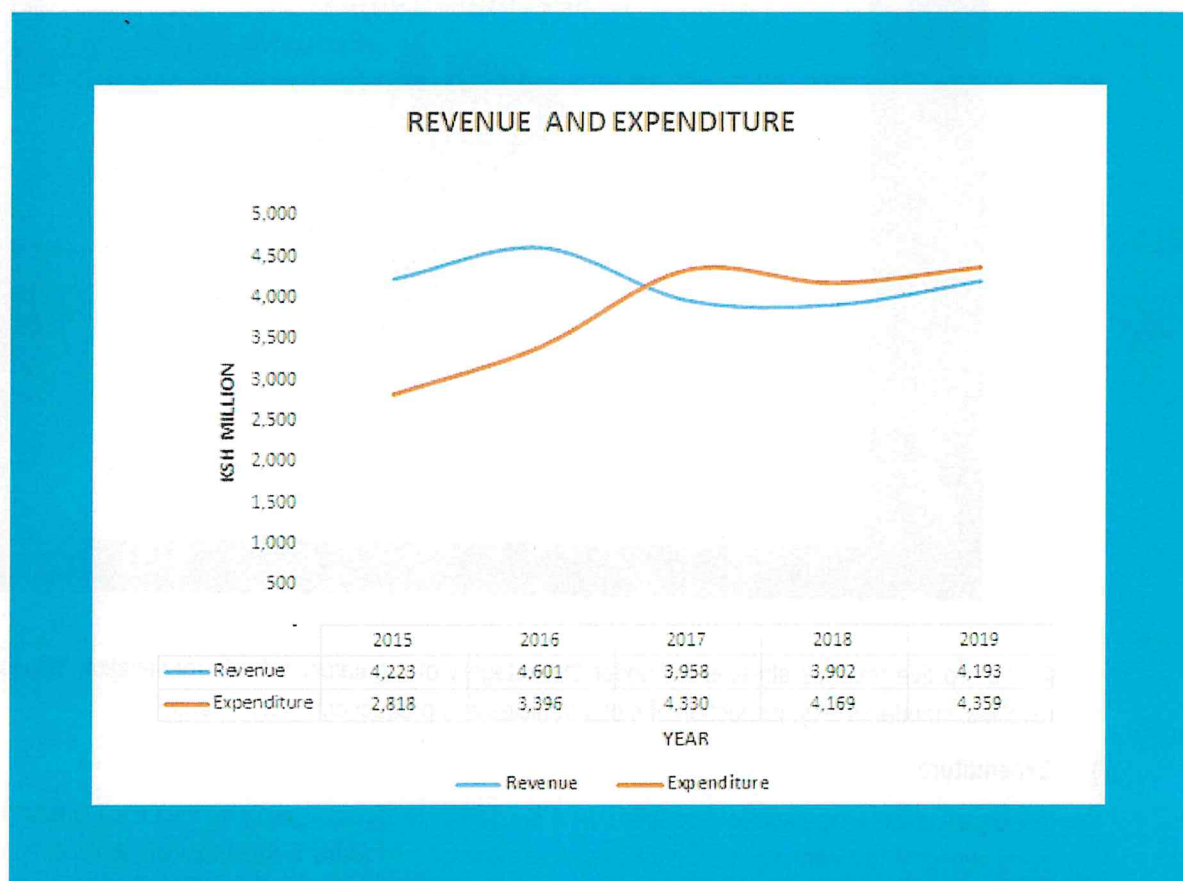 REVENUE AND EXPENDITURE
5,000
4,500
4,000
3,500
3,000
2,500
2,000
1,500
1,000
500
-
KSH MILLION
2015 2016 2017 2018 2019
Revenue 4,223 4,601 3,958 3,902 4,193
Expenditure 2,818 3,396 4,330 4,169 4,359
YEAR
Revenue Expenditure